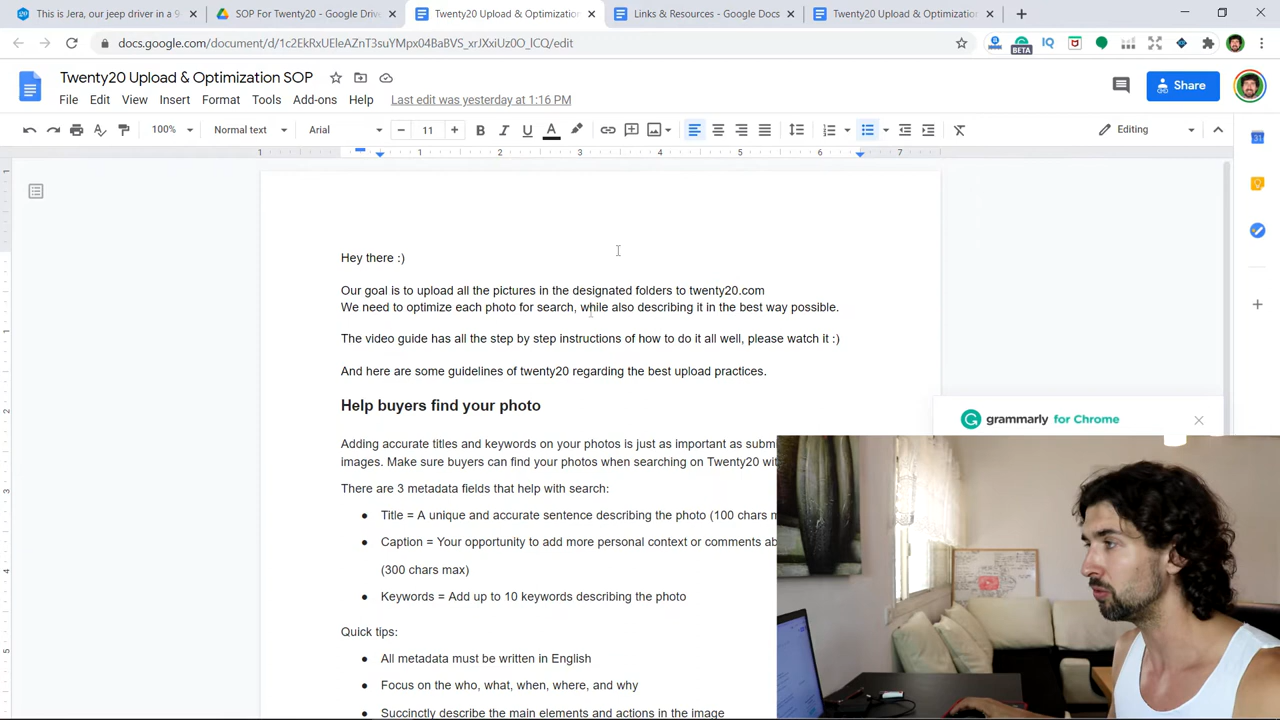 This is Jera, our jedi driver in a 9
SOP For Twenty20 - Google Drive
Twenty20 Upload & Optimization
Links & Resources - Google Docs
Twenty20 Upload & Optimization
docs.google.com/document/d/1c2EkRxUEleAZnT3suYMpx04BaBVS_xrJXxiUz0O_ICQ/edit
BETA
Twenty20 Upload & Optimization SOP
File Edit View Insert Format Tools Add-ons Help Last edit was yesterday at 1:16 PM
Share
100% Normal text Arial 11 Editing
1 1 2 3 4 5 6 7
Hey there :)
Our goal is to upload all the pictures in the designated folders to twenty20.com
We need to optimize each photo for search, while also describing it in the best way possible.
The video guide has all the step by step instructions of how to do it all well, please watch it :)
And here are some guidelines of twenty20 regarding the best upload practices.
Help buyers find your photo
grammarly for Chrome
Adding accurate titles and keywords on your photos is just as important as subm
images. Make sure buyers can find your photos when searching on Twenty20 wit
There are 3 metadata fields that help with search:
● Title = A unique and accurate sentence describing the photo (100 chars m
● Caption = Your opportunity to add more personal context or comments ab
(300 chars max)
● Keywords = Add up to 10 keywords describing the photo
Quick tips:
● All metadata must be written in English
● Focus on the who, what, when, where, and why
● Succinctly describe the main elements and actions in the image